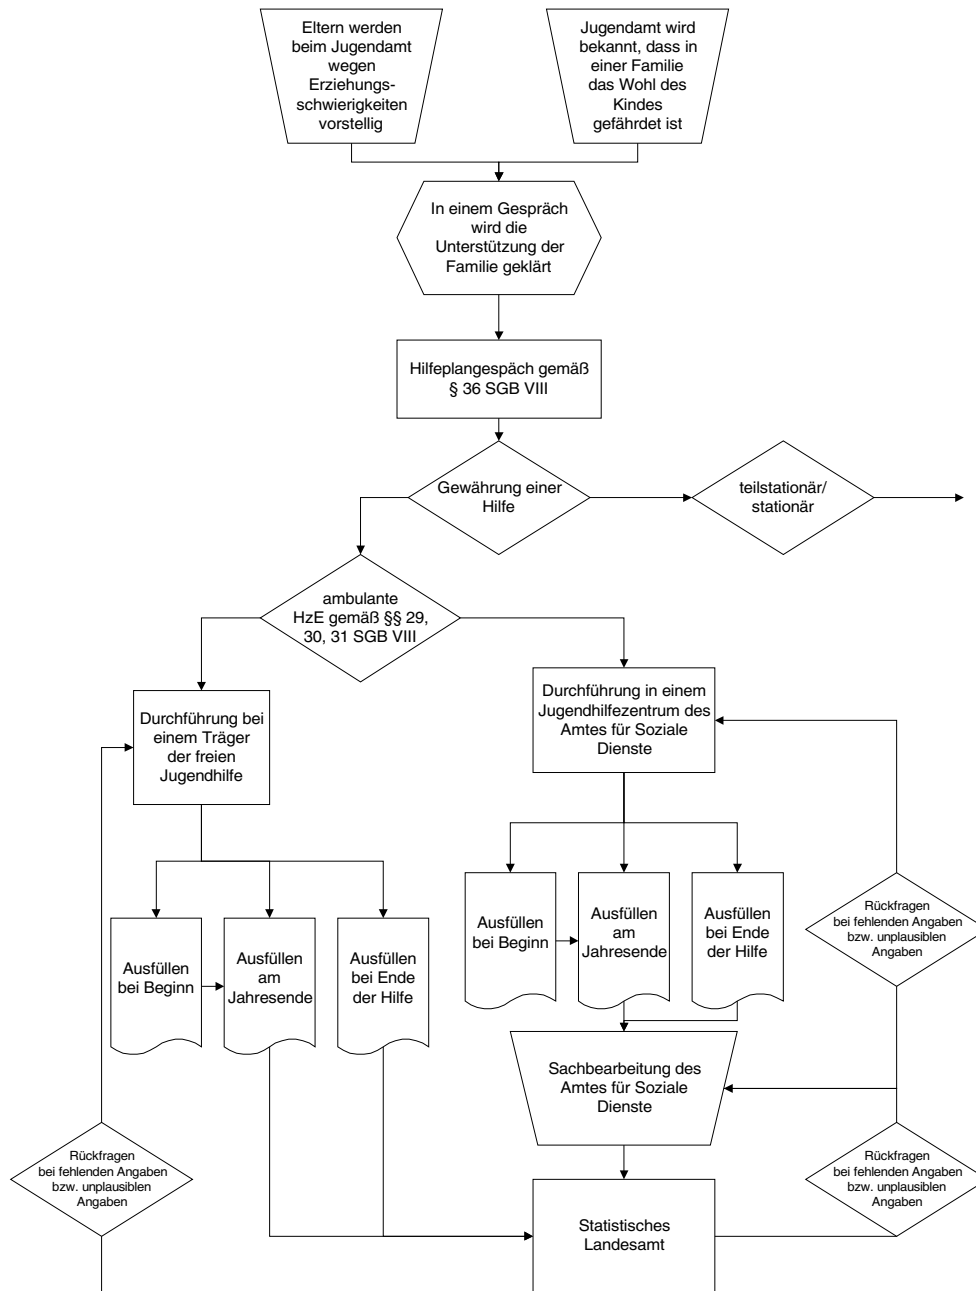 Eltern werden
beim Jugendamt
wegen
Erziehungs-
schwierigkeiten
vorstellig
Jugendamt wird
bekannt, dass in
einer Familie
das Wohl des
Kindes
gefährdet ist
In einem Gespräch
wird die
Unterstützung der
Familie geklärt
Hilfeplangespäch gemäß
§ 36 SGB VIII
Gewährung einer
Hilfe
teilstationär/
stationär
ambulante
HzE gemäß §§ 29,
30, 31 SGB VIII
Durchführung bei
einem Träger
der freien
Jugendhilfe
Durchführung in einem
Jugendhilfezentrum des
Amtes für Soziale
Dienste
Ausfüllen
bei Beginn
Ausfüllen
am
Jahresende
Ausfüllen
bei Ende
der Hilfe
Ausfüllen
bei Beginn
Ausfüllen
am
Jahresende
Ausfüllen
bei Ende
der Hilfe
Rückfragen
bei fehlenden Angaben
bzw. unplausiblen
Angaben
Sachbearbeitung des
Amtes für Soziale
Dienste
Rückfragen
bei fehlenden Angaben
bzw. unplausiblen
Angaben
Rückfragen
bei fehlenden Angaben
bzw. unplausiblen
Angaben
Statistisches
Landesamt